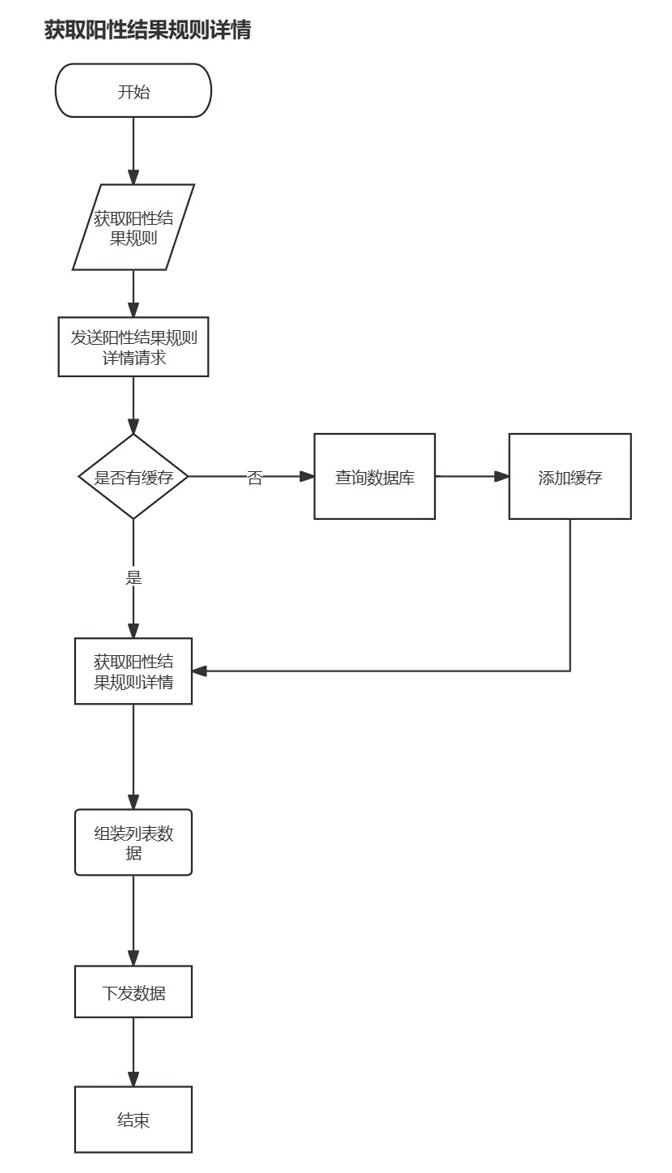 获取阳性结果规则详情
开始
获取阳性结
果规则
发送阳性结果规则
详情请求
是否有缓存
否
查询数据库
添加缓存
是
获取阳性结
果规则详情
组装列表数
据
下发数据
结束